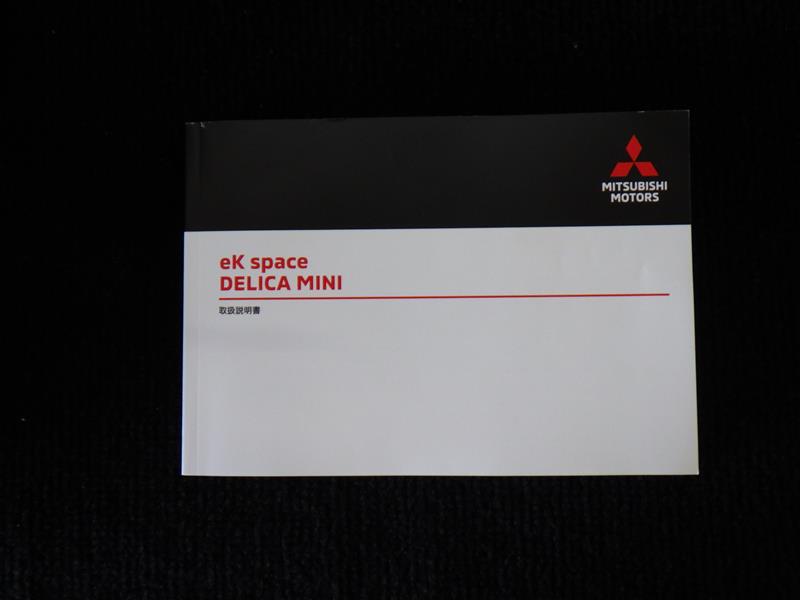 MITSUBISHI
MOTORS
eK space
DELICA MINI
取扱説明書